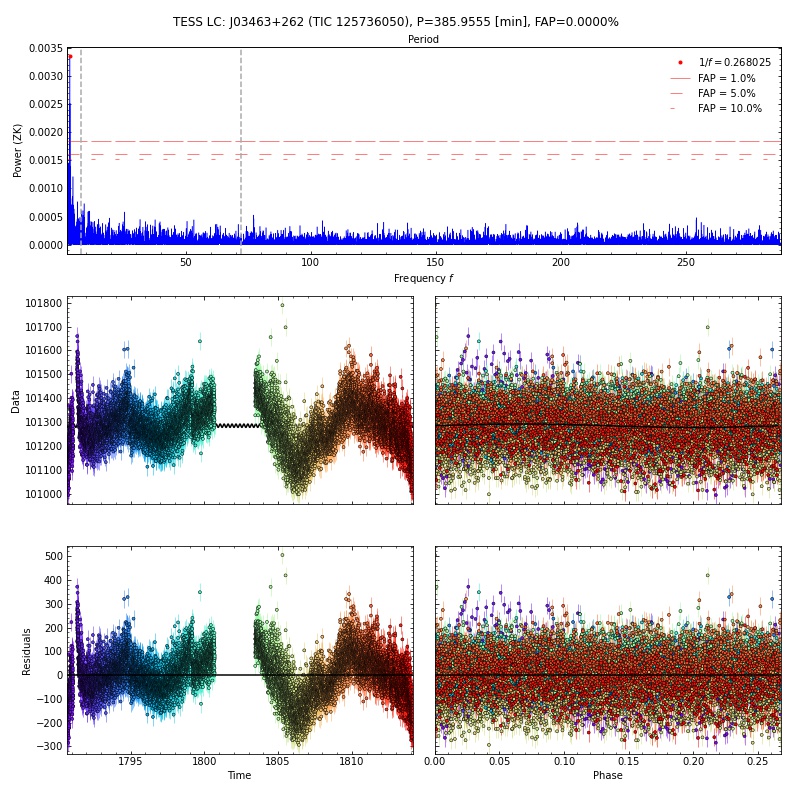 TESS LC: J03463+262 (TIC 125736050), P=385.9555 [min], FAP=0.0000%
Period
0.0035
0.0030
0.0025
0.0020
0.0015
0.0010
0.0005
0.0000
Power (ZK)
1/f = 0.268025
FAP = 1.0%
FAP = 5.0%
FAP = 10.0%
50 100 150 200 250
Frequency f
101800
101700
101600
101500
101400
101300
101200
101100
101000
Data
500
400
300
200
100
0
−100
−200
−300
Residuals
1795 1800 1805 1810
Time
0.00 0.05 0.10 0.15 0.20 0.25
Phase